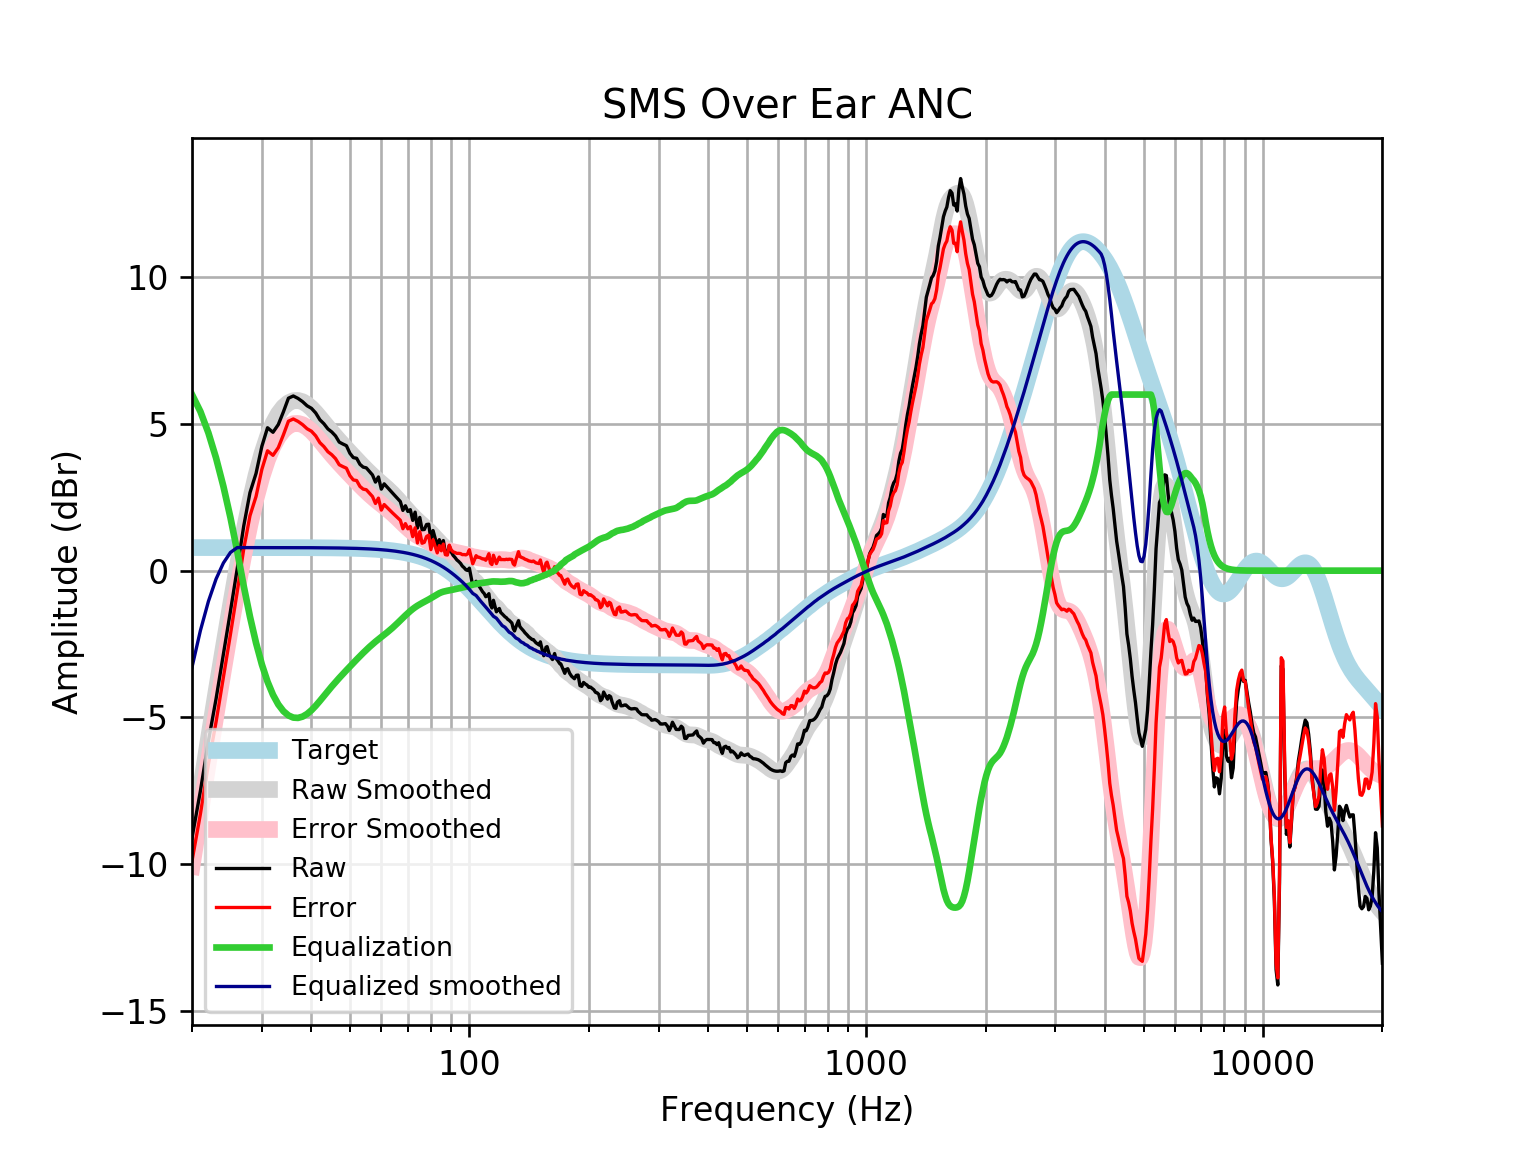 SMS Over Ear ANC
Amplitude (dBr)
10
5
0
−5
−10
−15
Target
Raw Smoothed
Error Smoothed
Raw
Error
Equalization
Equalized smoothed
100
1000
10000
Frequency (Hz)